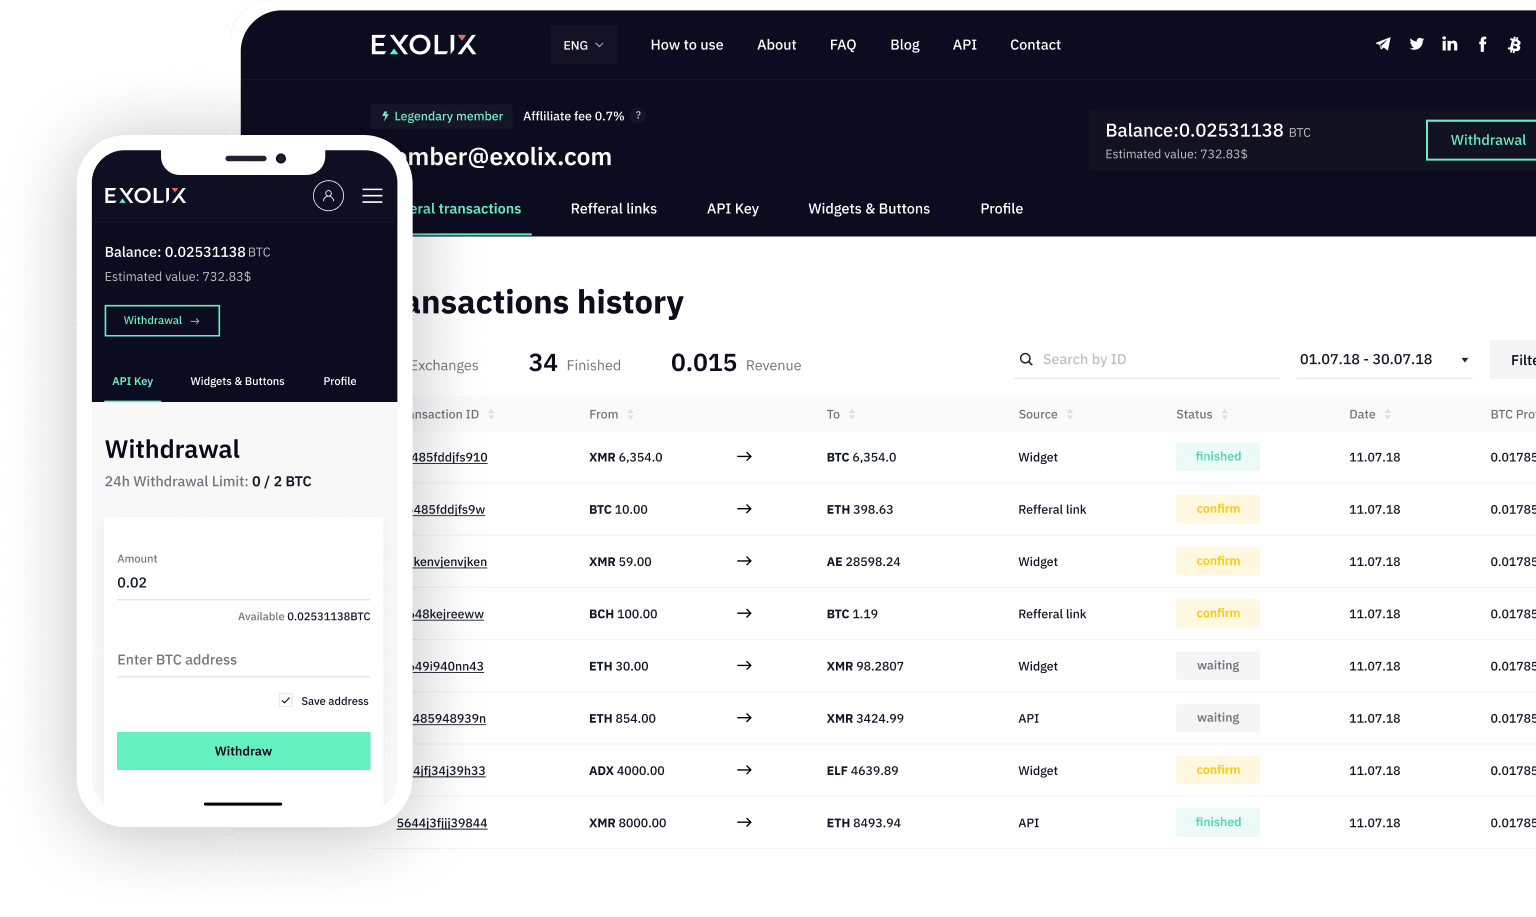 EXOLIX ENG How to use About FAQ Blog API Contact
Legendary member Affliliate fee 0.7% ?
Balance:0.02531138 BTC
Estimated value: 732.83$
Withdrawal
@exolix.com
transactions Refferal links API Key Widgets & Buttons Profile
history
Exchanges 34 Finished 0.015 Revenue
Search by ID 01.07.18 - 30.07.18
ID From To Source Status Date BTC
485fddjfs910 XMR 6,354.0 → BTC 6,354.0 Widget finished 11.07.18 0.01785
485fddjfs9w BTC 10.00 → ETH 398.63 Refferal link confirm 11.07.18 0.01785
kenvjenvjken XMR 59.00 → AE 28598.24 Widget confirm 11.07.18 0.01785
648kejreeww BCH 100.00 → BTC 1.19 Refferal link confirm 11.07.18 0.01785
649i940nn43 ETH 30.00 → XMR 98.2807 Widget waiting 11.07.18 0.01785
485948939n ETH 854.00 → XMR 3424.99 API waiting 11.07.18 0.01785
4jfj34j39h33 ADX 4000.00 → ELF 4639.89 Widget confirm 11.07.18 0.01785
5644j3fjjj39844 XMR 8000.00 → ETH 8493.94 API finished 11.07.18 0.01785
EXOLIX
Balance: 0.02531138 BTC
Estimated value: 732.83$
Withdrawal →
API Key Widgets & Buttons Profile
Withdrawal
24h Withdrawal Limit: 0 / 2 BTC
Amount
0.02
Available 0.02531138BTC
Enter BTC address
Save address
Withdraw